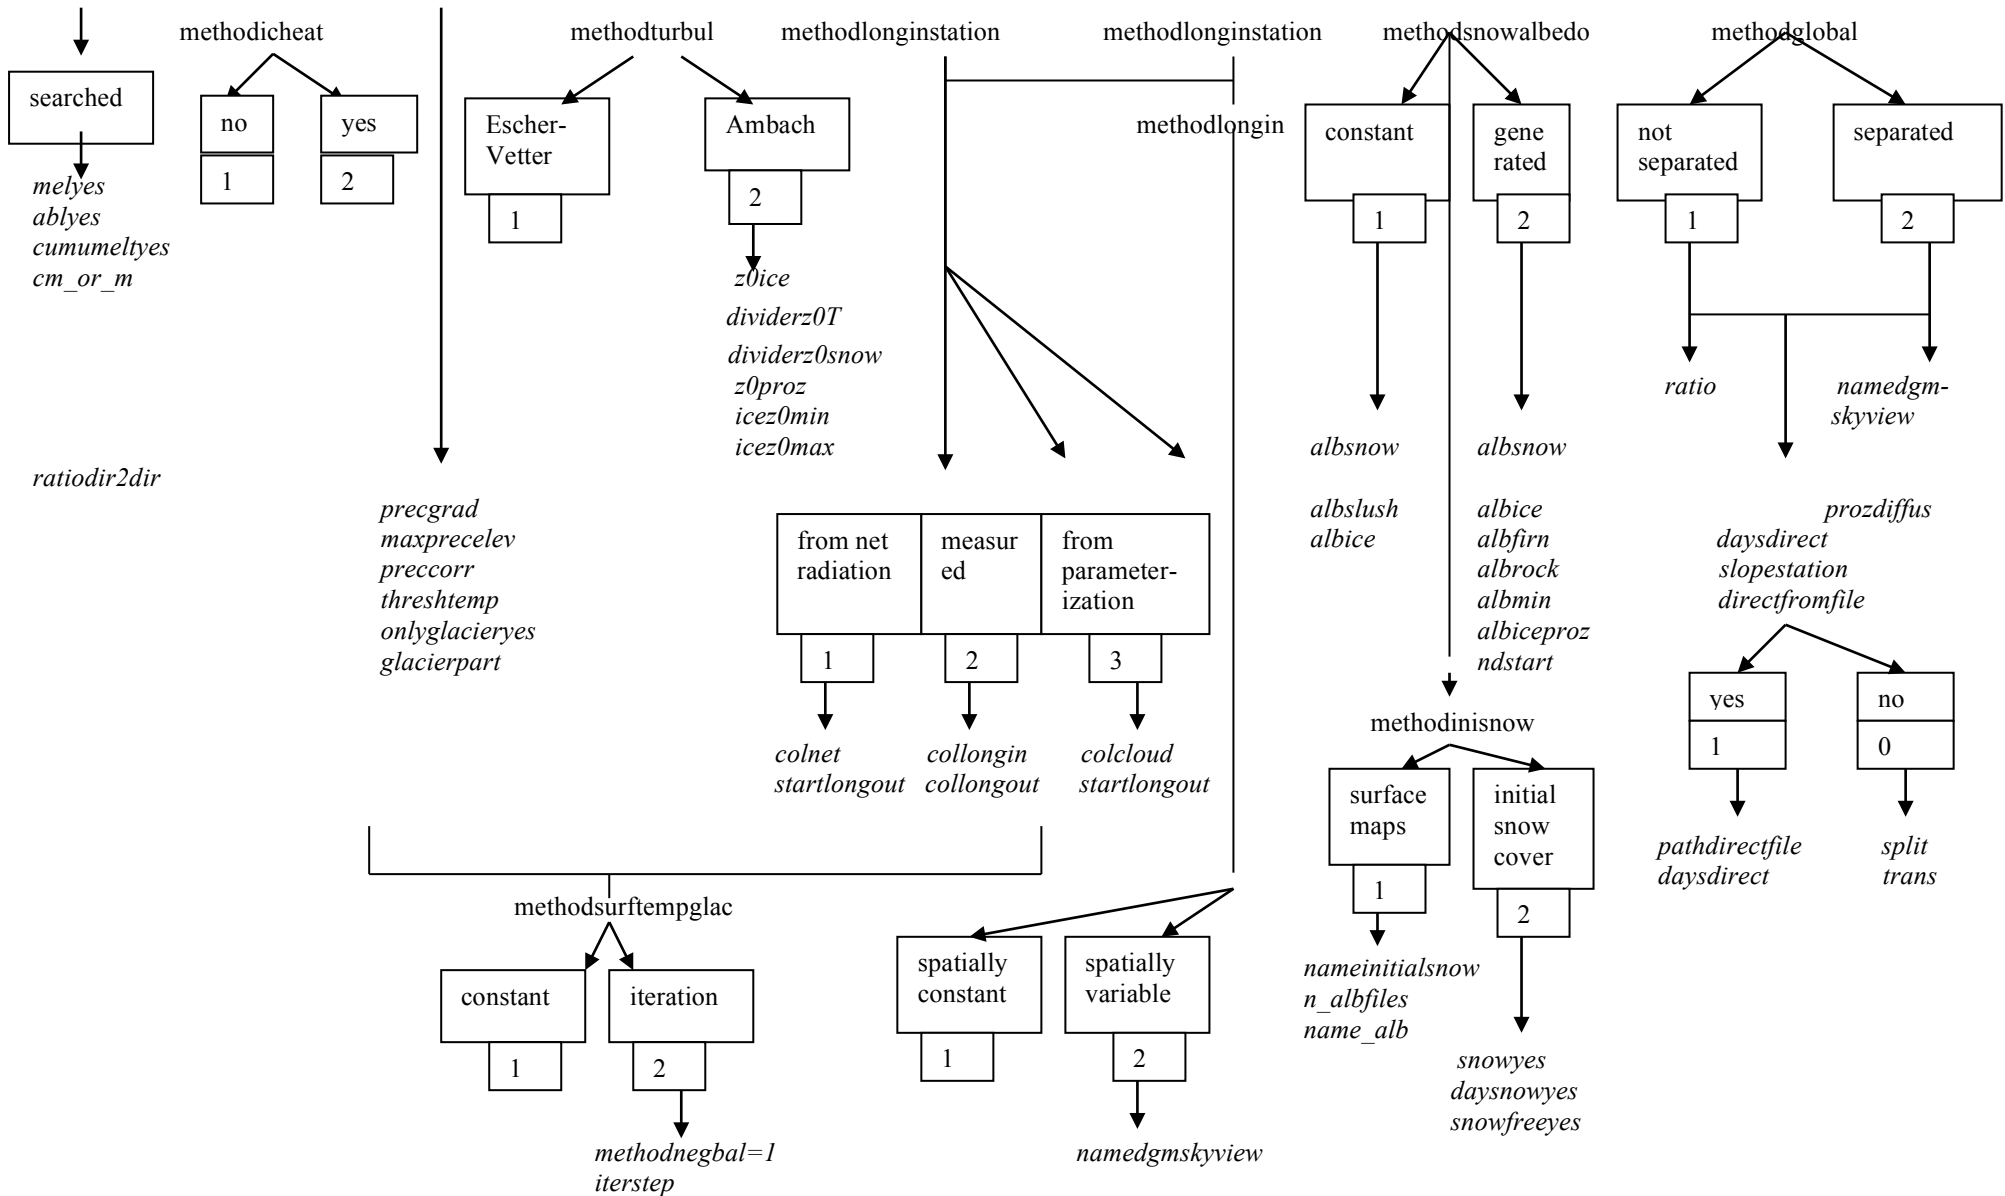 methodicheat
methodturbul
methodlonginstation
methodlonginstation
methodsnowalbedo
methodglobal
searched
no
1
yes
2
melyes
ablyes
cumumeltyes
cm_or_m
ratiodir2dir
precgrad
maxprecelev
preccorr
threshtemp
onlyglacieryes
glacierpart
Escher-
Vetter
1
Ambach
2
z0ice
dividerz0T
dividerz0snow
z0proz
icez0min
icez0max
methodlongin
from net
radiation
1
colnet
startlongout
measur
ed
2
collongin
collongout
from
parameter-
ization
3
colcloud
startlongout
constant
1
albsnow
albslush
albice
gene
rated
2
albsnow
albice
albfirn
albrock
albmin
albiceproz
ndstart
not
separated
1
ratio
separated
2
namedgm-
skyview
prozdiffus
daysdirect
slopestation
directfromfile
yes
1
pathdirectfile
daysdirect
no
0
split
trans
methodinisnow
surface
maps
1
nameinitialsnow
n_albfiles
name_alb
initial
snow
cover
2
snowyes
daysnowyes
snowfreeyes
methodsurftempglac
constant
1
iteration
2
methodnegbal=1
iterstep
spatially
constant
1
spatially
variable
2
namedgmskyview